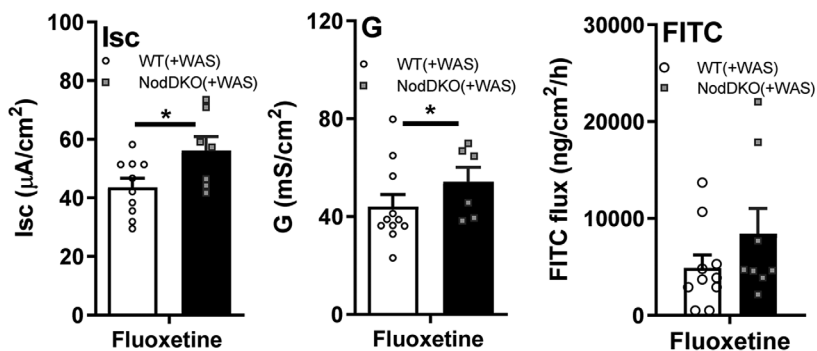 Isc
WT(+WAS)
NodDKO(+WAS)
*
Isc (µA/cm²)
100
80
60
40
20
0
Fluoxetine
G
WT(+WAS)
NodDKO(+WAS)
*
G (mS/cm²)
120
80
40
0
Fluoxetine
FITC
WT(+WAS)
NodDKO(+WAS)
FITC flux (ng/cm²/h)
30000
20000
10000
0
Fluoxetine